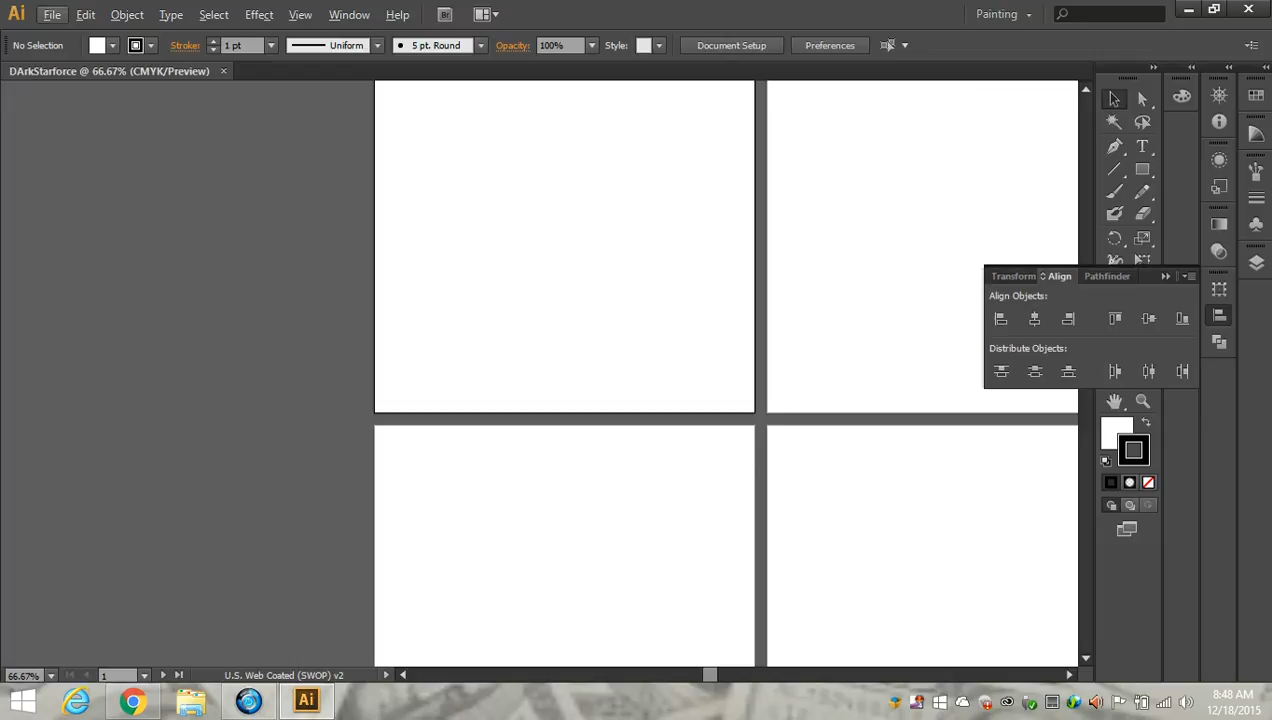 Ai File Edit Object Type Select Effect View Window Help Br Painting
No Selection Stroke: 1 pt Uniform 5 pt. Round Opacity: 100% Style: Document Setup Preferences
DArkStarforce @ 66.67% (CMYK/Preview) ×
T
Transform Align Pathfinder
Align Objects:
Distribute Objects:
66.67% 1 U.S. Web Coated (SWOP) v2
Ai
8:48 AM
12/18/2015